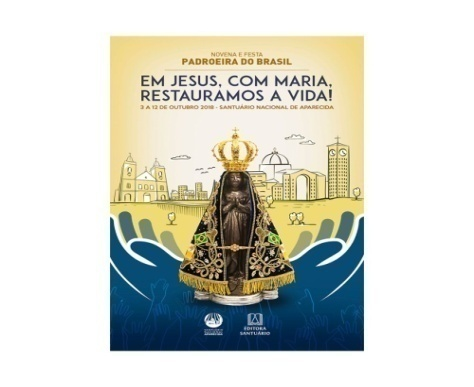 NOVENA E FESTA
PADROEIRA DO BRASIL
EM JESUS, COM MARIA,
RESTAURAMOS A VIDA!
3 A 12 DE OUTUBRO 2018 - SANTUÁRIO NACIONAL DE APARECIDA
EDITORA
SANTUÁRIO